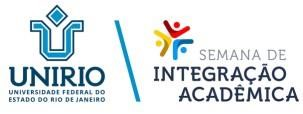 UNIRIO
UNIVERSIDADE FEDERAL DO
ESTADO DO RIO DE JANEIRO
SEMANA DE
INTEGRAÇÃO
ACADÊMICA